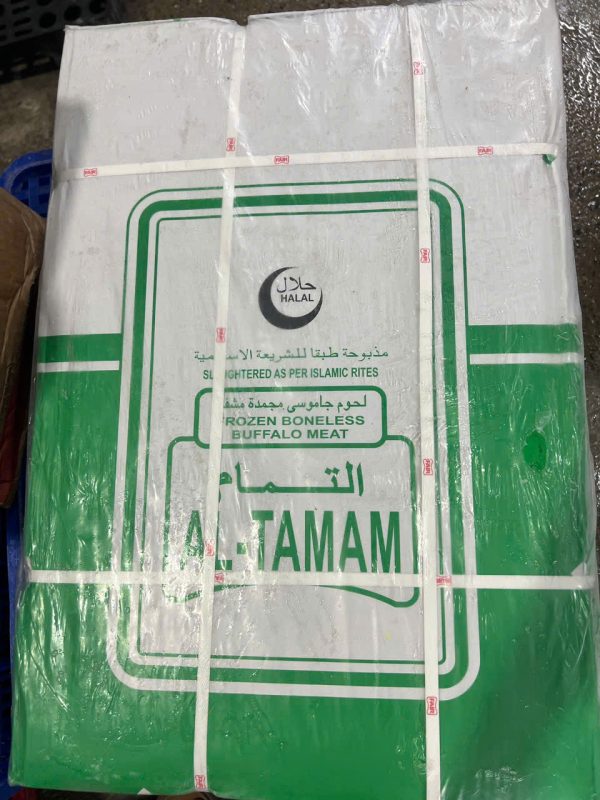 حلال
HALAL
مذبوحة طبقا للشريعة الاسلامية
SLAUGHTERED AS PER ISLAMIC RITES
لحوم جاموسى مجمدة
FROZEN BONELESS
BUFFALO MEAT
التمام
AL-TAMAM